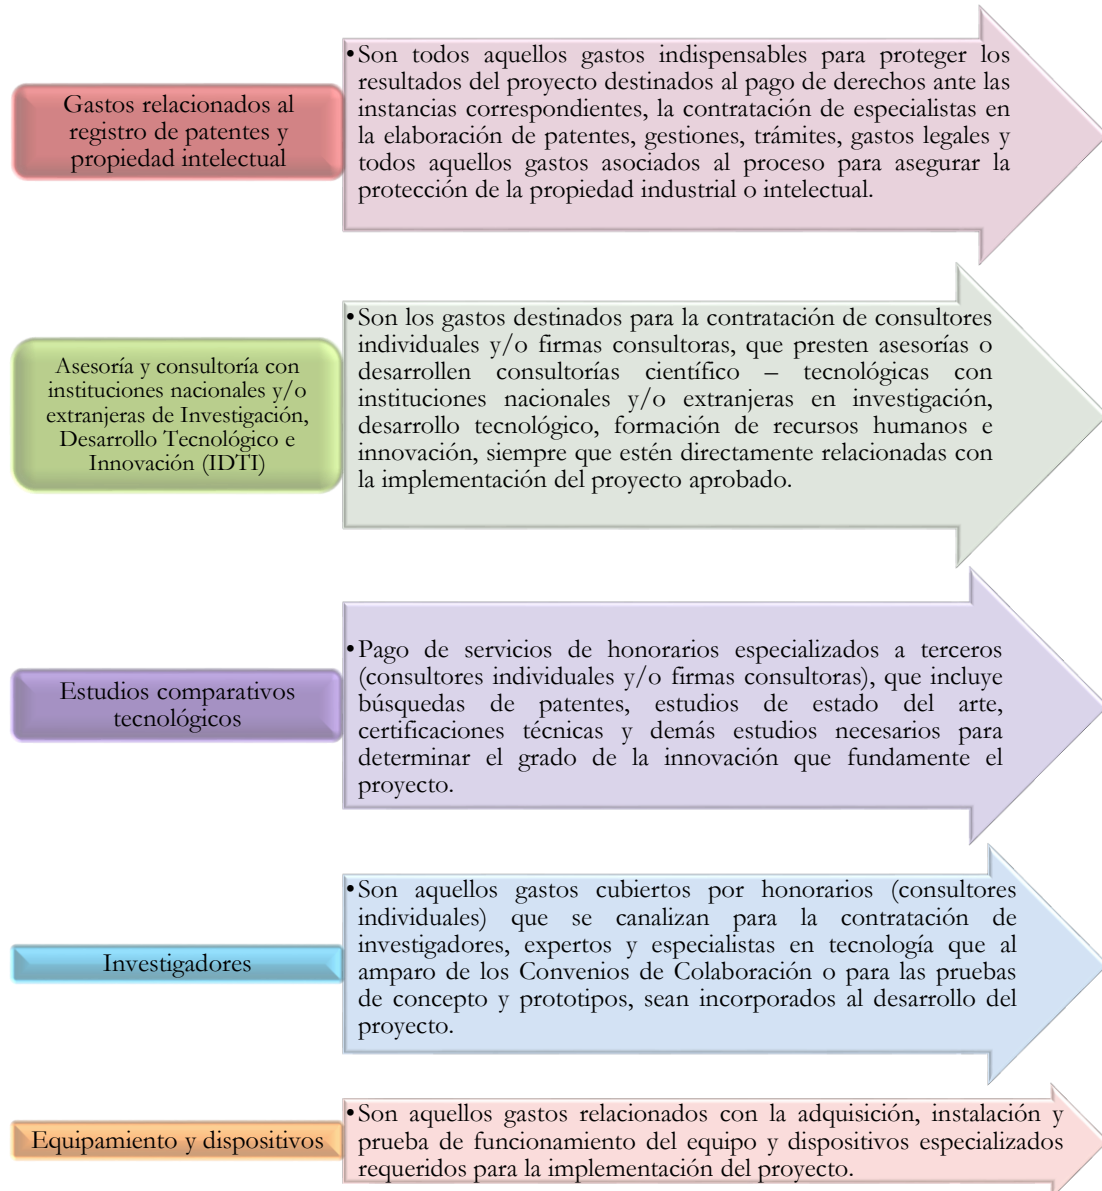 Gastos relacionados al
registro de patentes y
propiedad intelectual
•Son todos aquellos gastos indispensables para proteger los
resultados del proyecto destinados al pago de derechos ante las
instancias correspondientes, la contratación de especialistas en
la elaboración de patentes, gestiones, trámites, gastos legales y
todos aquellos gastos asociados al proceso para asegurar la
protección de la propiedad industrial o intelectual.
Asesoría y consultoría con
instituciones nacionales y/o
extranjeras de Investigación,
Desarrollo Tecnológico e
Innovación (IDTI)
•Son los gastos destinados para la contratación de consultores
individuales y/o firmas consultoras, que presten asesorías o
desarrollen consultorías científico – tecnológicas con
instituciones nacionales y/o extranjeras en investigación,
desarrollo tecnológico, formación de recursos humanos e
innovación, siempre que estén directamente relacionadas con
la implementación del proyecto aprobado.
Estudios comparativos
tecnológicos
•Pago de servicios de honorarios especializados a terceros
(consultores individuales y/o firmas consultoras), que incluye
búsquedas de patentes, estudios de estado del arte,
certificaciones técnicas y demás estudios necesarios para
determinar el grado de la innovación que fundamente el
proyecto.
Investigadores
•Son aquellos gastos cubiertos por honorarios (consultores
individuales) que se canalizan para la contratación de
investigadores, expertos y especialistas en tecnología que al
amparo de los Convenios de Colaboración o para las pruebas
de concepto y prototipos, sean incorporados al desarrollo del
proyecto.
Equipamiento y dispositivos
•Son aquellos gastos relacionados con la adquisición, instalación y
prueba de funcionamiento del equipo y dispositivos especializados
requeridos para la implementación del proyecto.